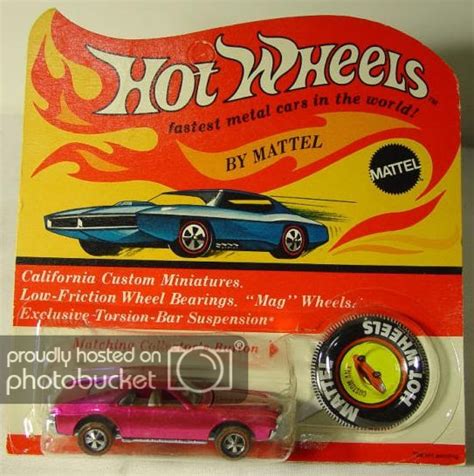 HOT WHEELS
fastest metal cars in the world!
BY MATTEL
MATTEL
California Custom Miniatures.
Low-Friction Wheel Bearings. "Mag" Wheels.
Exclusive Torsion-Bar Suspension*
Matching Collector's Button
proudly hosted on
photobucket
HOT WHEELS
MATTEL